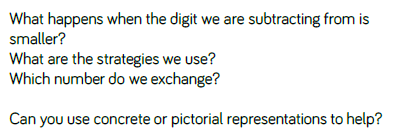 What happens when the digit we are subtracting from is
smaller?
What are the strategies we use?
Which number do we exchange?
Can you use concrete or pictorial representations to help?